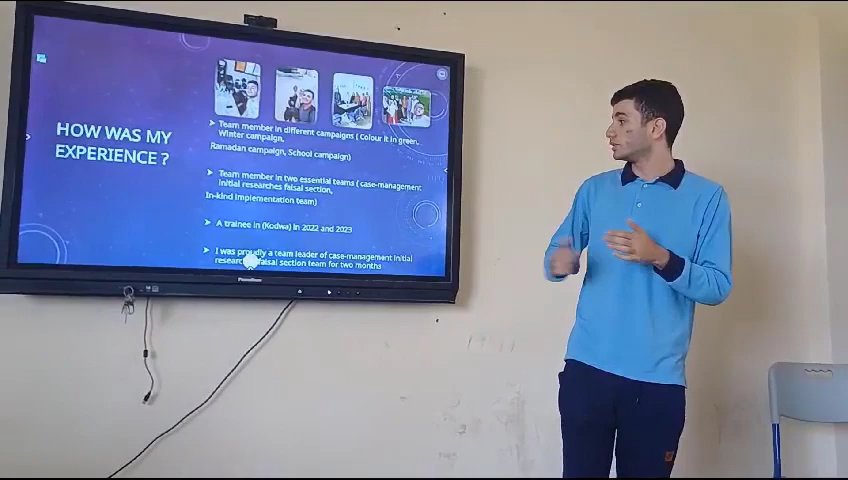 HOW WAS MY
EXPERIENCE ?
Team member in different campaigns ( Colour it in green,
Winter campaign,
Ramadan campaign, School campaign)
Team member in two essential teams ( case-management
initial researches faisal section,
In-kind implementation team)
A trainee in (Kodwa) in 2022 and 2023
I was proudly a team leader of case-management initial
faisal section team for two months